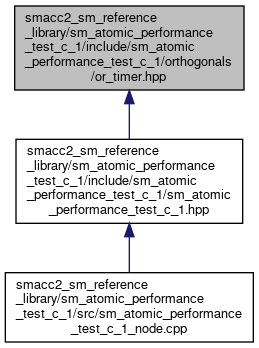 smacc2_sm_reference
_library/sm_atomic_performance
_test_c_1/include/sm_atomic
_performance_test_c_1/orthogonals
/or_timer.hpp
smacc2_sm_reference
_library/sm_atomic_performance
_test_c_1/include/sm_atomic
_performance_test_c_1/sm_atomic
_performance_test_c_1.hpp
smacc2_sm_reference
_library/sm_atomic_performance
_test_c_1/src/sm_atomic_performance
_test_c_1_node.cpp